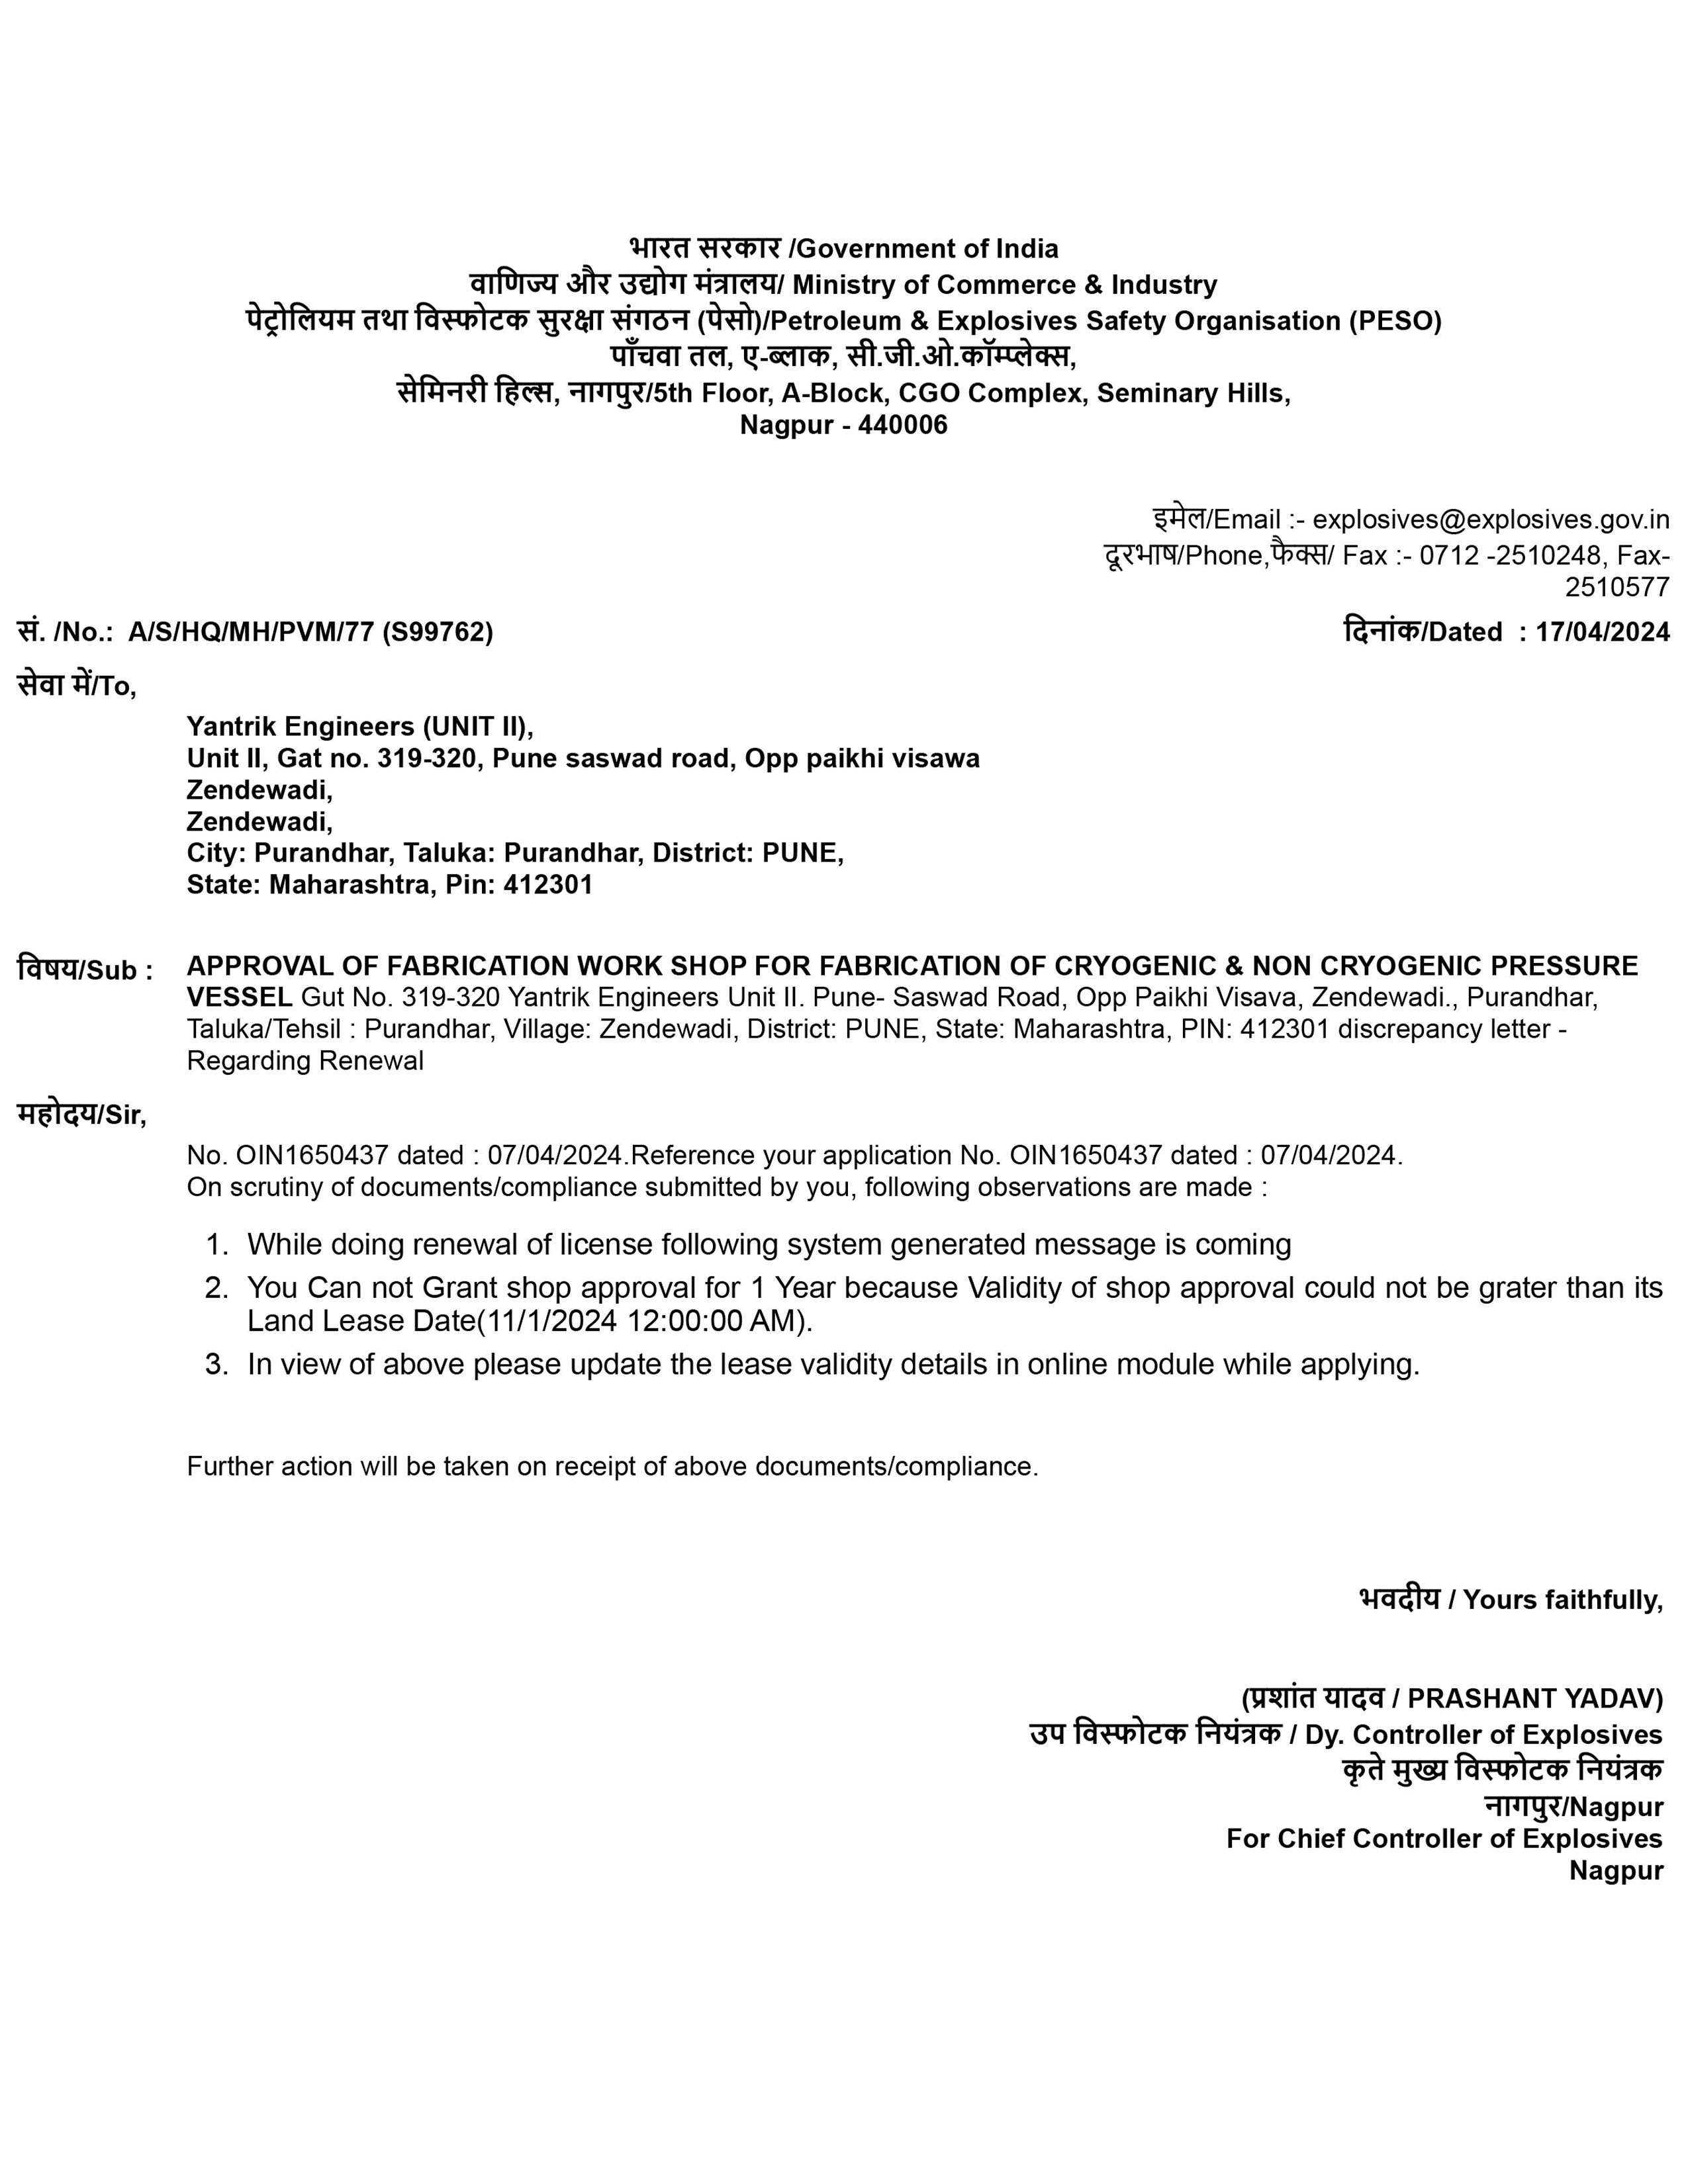 भारत सरकार /Government of India
वाणिज्य और उद्योग मंत्रालय/ Ministry of Commerce & Industry
पेट्रोलियम तथा विस्फोटक सुरक्षा संगठन (पेसो)/Petroleum & Explosives Safety Organisation (PESO)
पाँचवा तल, ए-ब्लाक, सी.जी.ओ.कॉम्प्लेक्स,
सेमिनरी हिल्स, नागपुर/5th Floor, A-Block, CGO Complex, Seminary Hills,
Nagpur - 440006
इमेल/Email :- explosives@explosives.gov.in
दूरभाष/Phone,फैक्स/ Fax :- 0712 -2510248, Fax-
2510577
सं. /No.: A/S/HQ/MH/PVM/77 (S99762) दिनांक/Dated : 17/04/2024
सेवा में/To,
Yantrik Engineers (UNIT II),
Unit II, Gat no. 319-320, Pune saswad road, Opp paikhi visawa
Zendewadi,
Zendewadi,
City: Purandhar, Taluka: Purandhar, District: PUNE,
State: Maharashtra, Pin: 412301
विषय/Sub : APPROVAL OF FABRICATION WORK SHOP FOR FABRICATION OF CRYOGENIC & NON CRYOGENIC PRESSURE
VESSEL Gut No. 319-320 Yantrik Engineers Unit II. Pune- Saswad Road, Opp Paikhi Visava, Zendewadi., Purandhar,
Taluka/Tehsil : Purandhar, Village: Zendewadi, District: PUNE, State: Maharashtra, PIN: 412301 discrepancy letter -
Regarding Renewal
महोदय/Sir,
No. OIN1650437 dated : 07/04/2024.Reference your application No. OIN1650437 dated : 07/04/2024.
On scrutiny of documents/compliance submitted by you, following observations are made :
1. While doing renewal of license following system generated message is coming
2. You Can not Grant shop approval for 1 Year because Validity of shop approval could not be grater than its
Land Lease Date(11/1/2024 12:00:00 AM).
3. In view of above please update the lease validity details in online module while applying.
Further action will be taken on receipt of above documents/compliance.
भवदीय / Yours faithfully,
(प्रशांत यादव / PRASHANT YADAV)
उप विस्फोटक नियंत्रक / Dy. Controller of Explosives
कृते मुख्य विस्फोटक नियंत्रक
नागपुर/Nagpur
For Chief Controller of Explosives
Nagpur